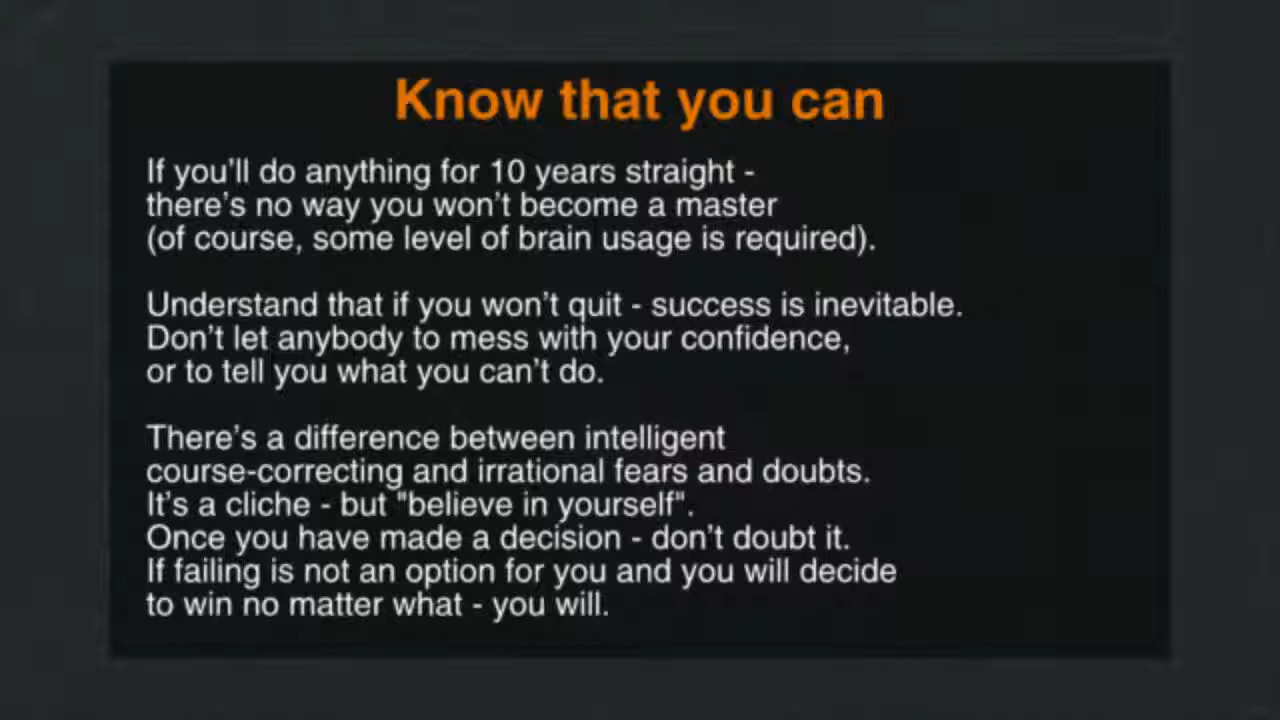 Know that you can
If you'll do anything for 10 years straight -
there's no way you won't become a master
(of course, some level of brain usage is required).
Understand that if you won't quit - success is inevitable.
Don't let anybody to mess with your confidence,
or to tell you what you can't do.
There's a difference between intelligent
course-correcting and irrational fears and doubts.
It's a cliche - but "believe in yourself".
Once you have made a decision - don't doubt it.
If failing is not an option for you and you will decide
to win no matter what - you will.